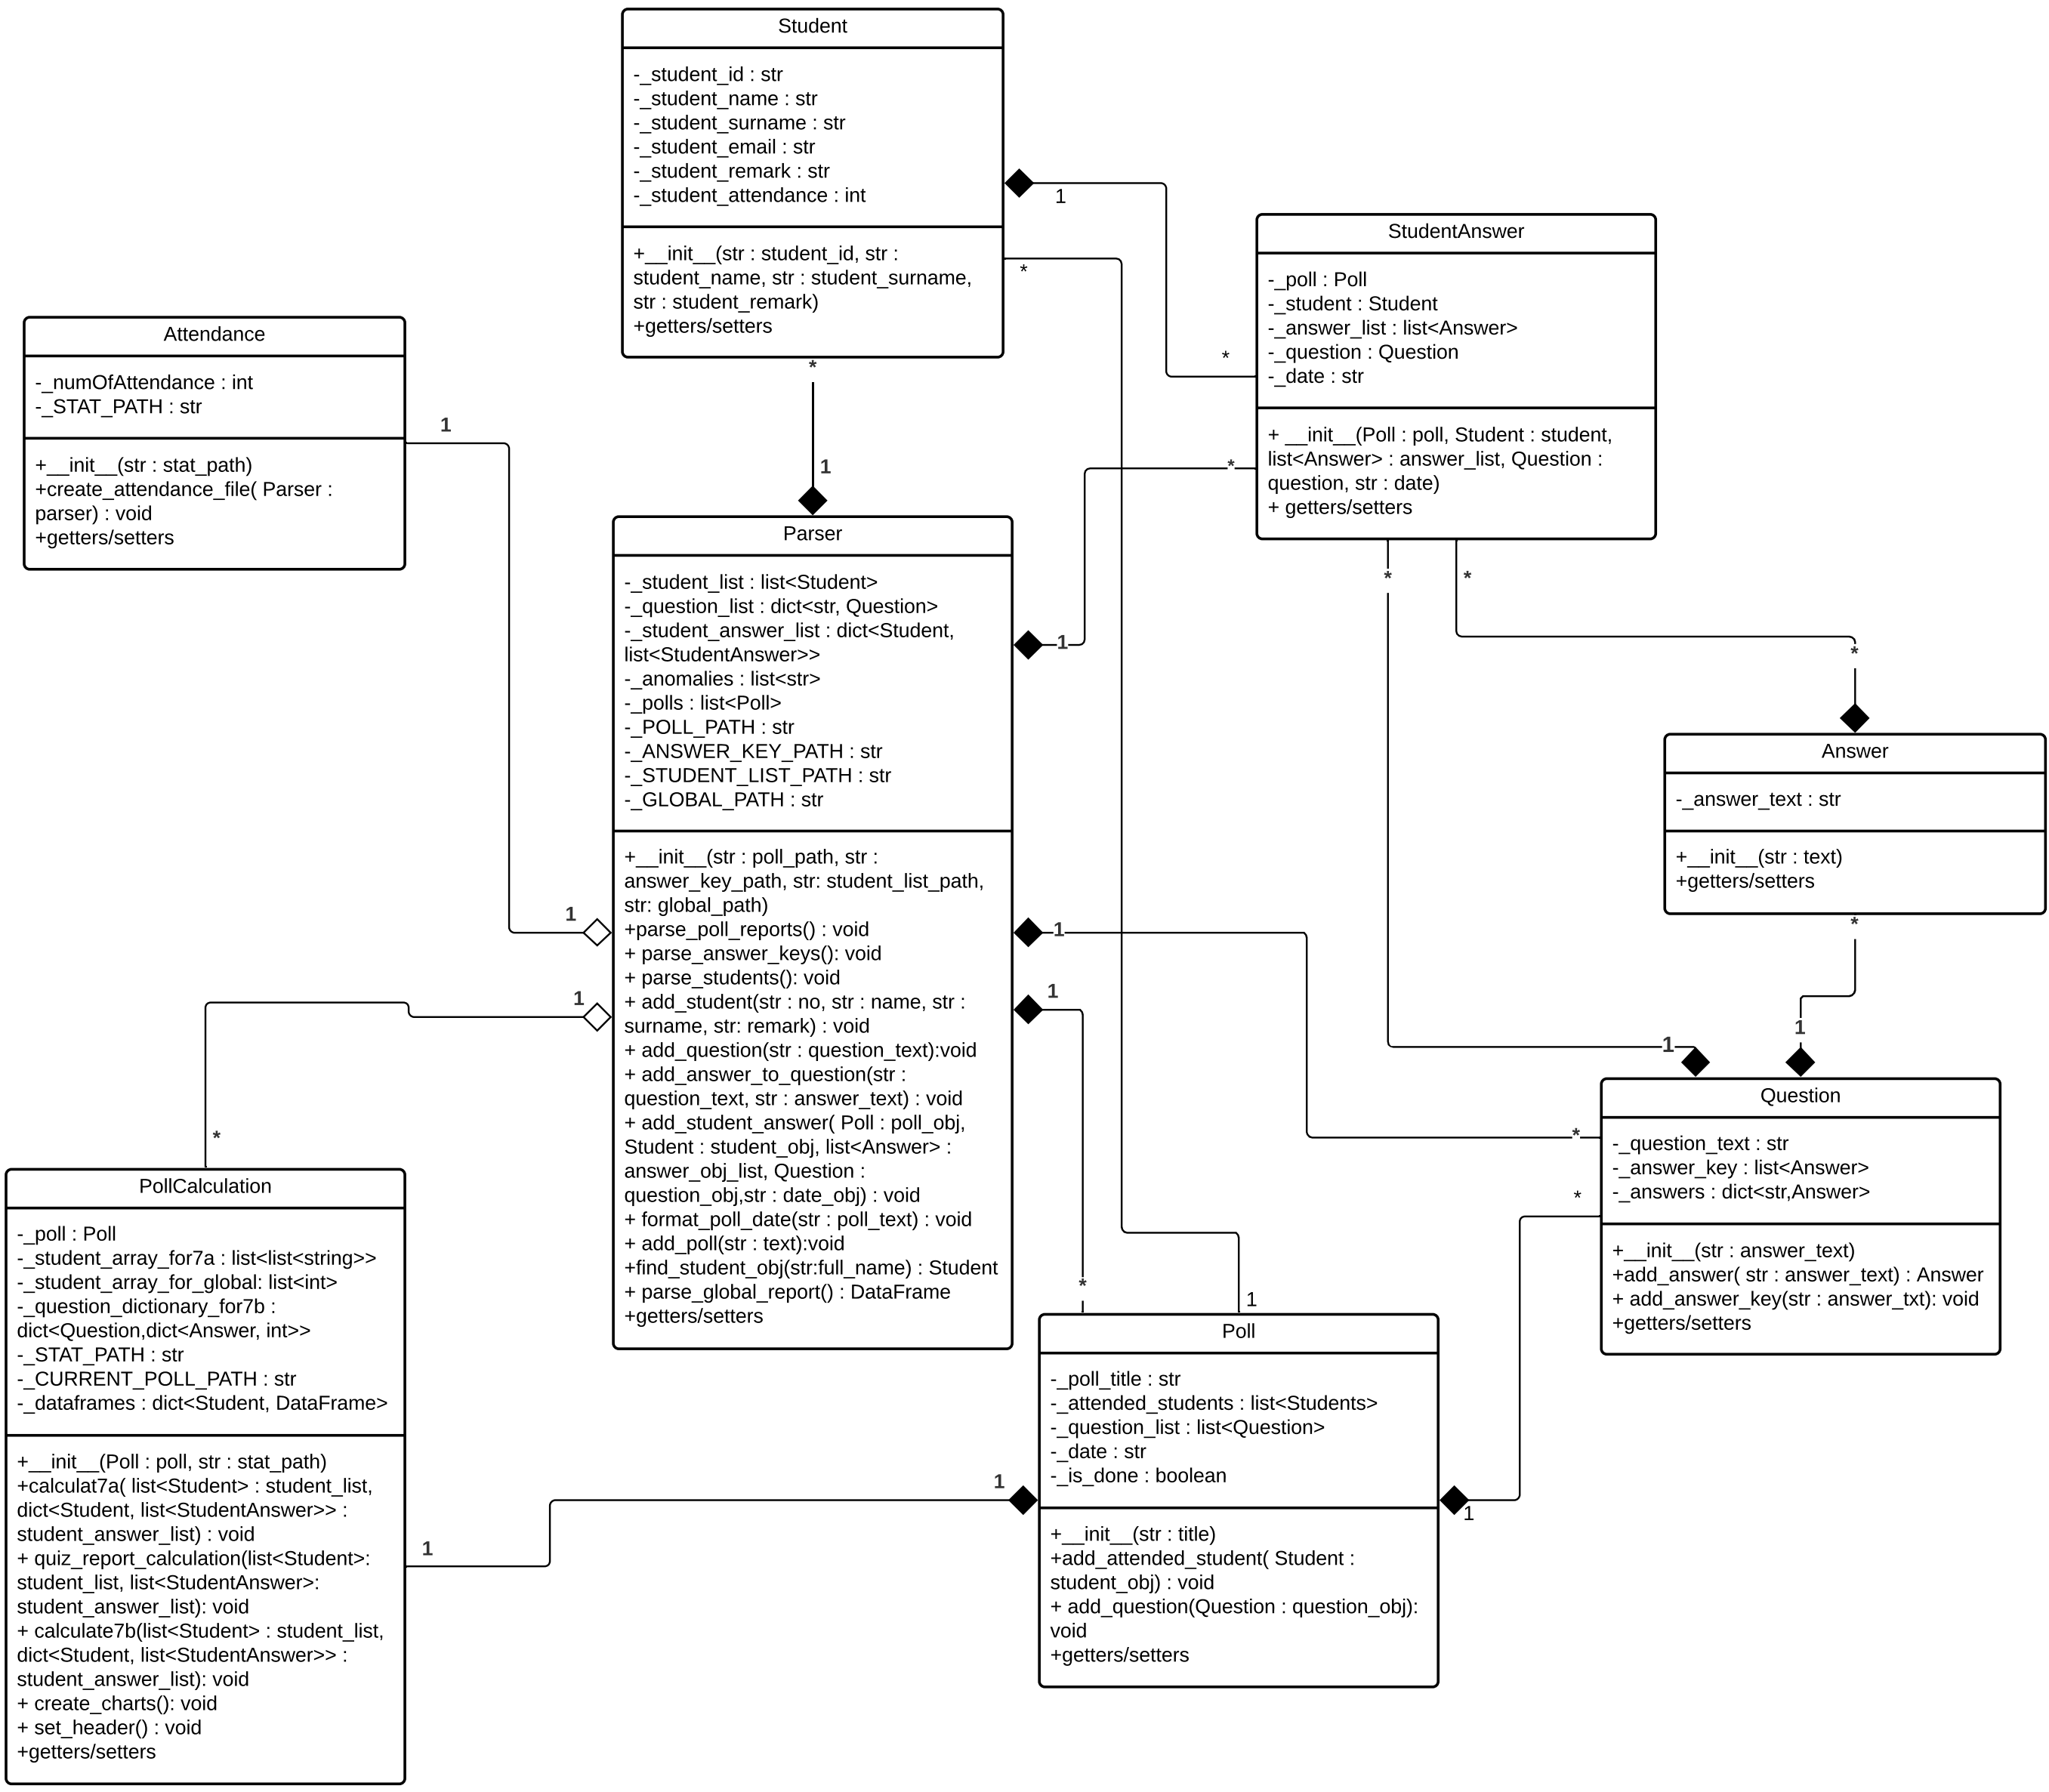 Student
-_student_id : str
-_student_name : str
-_student_surname : str
-_student_email : str
-_student_remark : str
-_student_attendance : int
+__init__(str : student_id, str :
student_name, str : student_surname,
str : student_remark)
+getters/setters
1
*
*
*
1
StudentAnswer
-_poll : Poll
-_student : Student
-_answer_list : list<Answer>
-_question : Question
-_date : str
+ __init__(Poll : poll, Student : student,
list<Answer> : answer_list, Question :
question, str : date)
+ getters/setters
*
*
*
Attendance
-_numOfAttendance : int
-_STAT_PATH : str
+__init__(str : stat_path)
+create_attendance_file( Parser :
parser) : void
+getters/setters
1
1
Parser
-_student_list : list<Student>
-_question_list : dict<str, Question>
-_student_answer_list : dict<Student,
list<StudentAnswer>>
-_anomalies : list<str>
-_polls : list<Poll>
-_POLL_PATH : str
-_ANSWER_KEY_PATH : str
-_STUDENT_LIST_PATH : str
-_GLOBAL_PATH : str
+__init__(str : poll_path, str :
answer_key_path, str: student_list_path,
str: global_path)
+parse_poll_reports() : void
+ parse_answer_keys(): void
+ parse_students(): void
+ add_student(str : no, str : name, str :
surname, str: remark) : void
+ add_question(str : question_text):void
+ add_answer_to_question(str :
question_text, str : answer_text) : void
+ add_student_answer( Poll : poll_obj,
Student : student_obj, list<Answer> :
answer_obj_list, Question :
question_obj,str : date_obj) : void
+ format_poll_date(str : poll_text) : void
+ add_poll(str : text):void
+find_student_obj(str:full_name) : Student
+ parse_global_report() : DataFrame
+getters/setters
1
1
1
1
*
Answer
-_answer_text : str
+__init__(str : text)
+getters/setters
*
1
1
Question
-_question_text : str
-_answer_key : list<Answer>
-_answers : dict<str,Answer>
+__init__(str : answer_text)
+add_answer( str : answer_text) : Answer
+ add_answer_key(str : answer_txt): void
+getters/setters
*
*
*
PollCalculation
-_poll : Poll
-_student_array_for7a : list<list<string>>
-_student_array_for_global: list<int>
-_question_dictionary_for7b :
dict<Question,dict<Answer, int>>
-_STAT_PATH : str
-_CURRENT_POLL_PATH : str
-_dataframes : dict<Student, DataFrame>
+__init__(Poll : poll, str : stat_path)
+calculat7a( list<Student> : student_list,
dict<Student, list<StudentAnswer>> :
student_answer_list) : void
+ quiz_report_calculation(list<Student>:
student_list, list<StudentAnswer>:
student_answer_list): void
+ calculate7b(list<Student> : student_list,
dict<Student, list<StudentAnswer>> :
student_answer_list): void
+ create_charts(): void
+ set_header() : void
+getters/setters
1
1
*
1
Poll
-_poll_title : str
-_attended_students : list<Students>
-_question_list : list<Question>
-_date : str
-_is_done : boolean
+__init__(str : title)
+add_attended_student( Student :
student_obj) : void
+ add_question(Question : question_obj):
void
+getters/setters
1